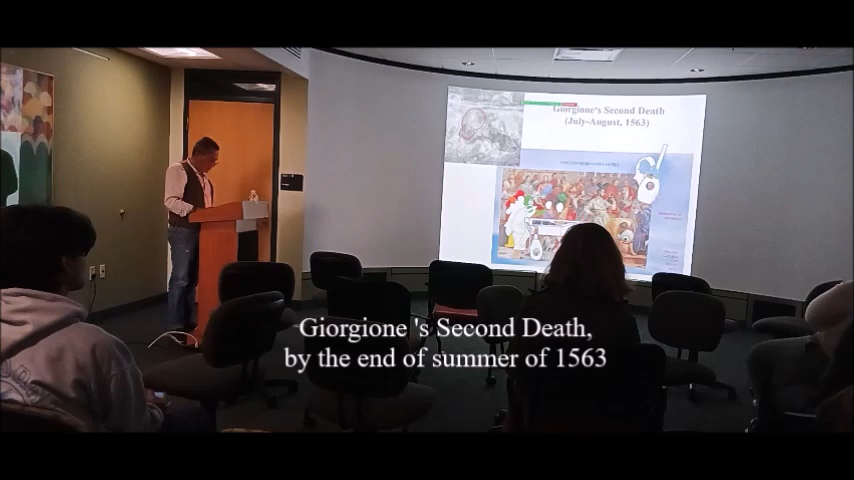 Giorgione's Second Death
(July-August, 1563)
Giorgione 's Second Death,
by the end of summer of 1563